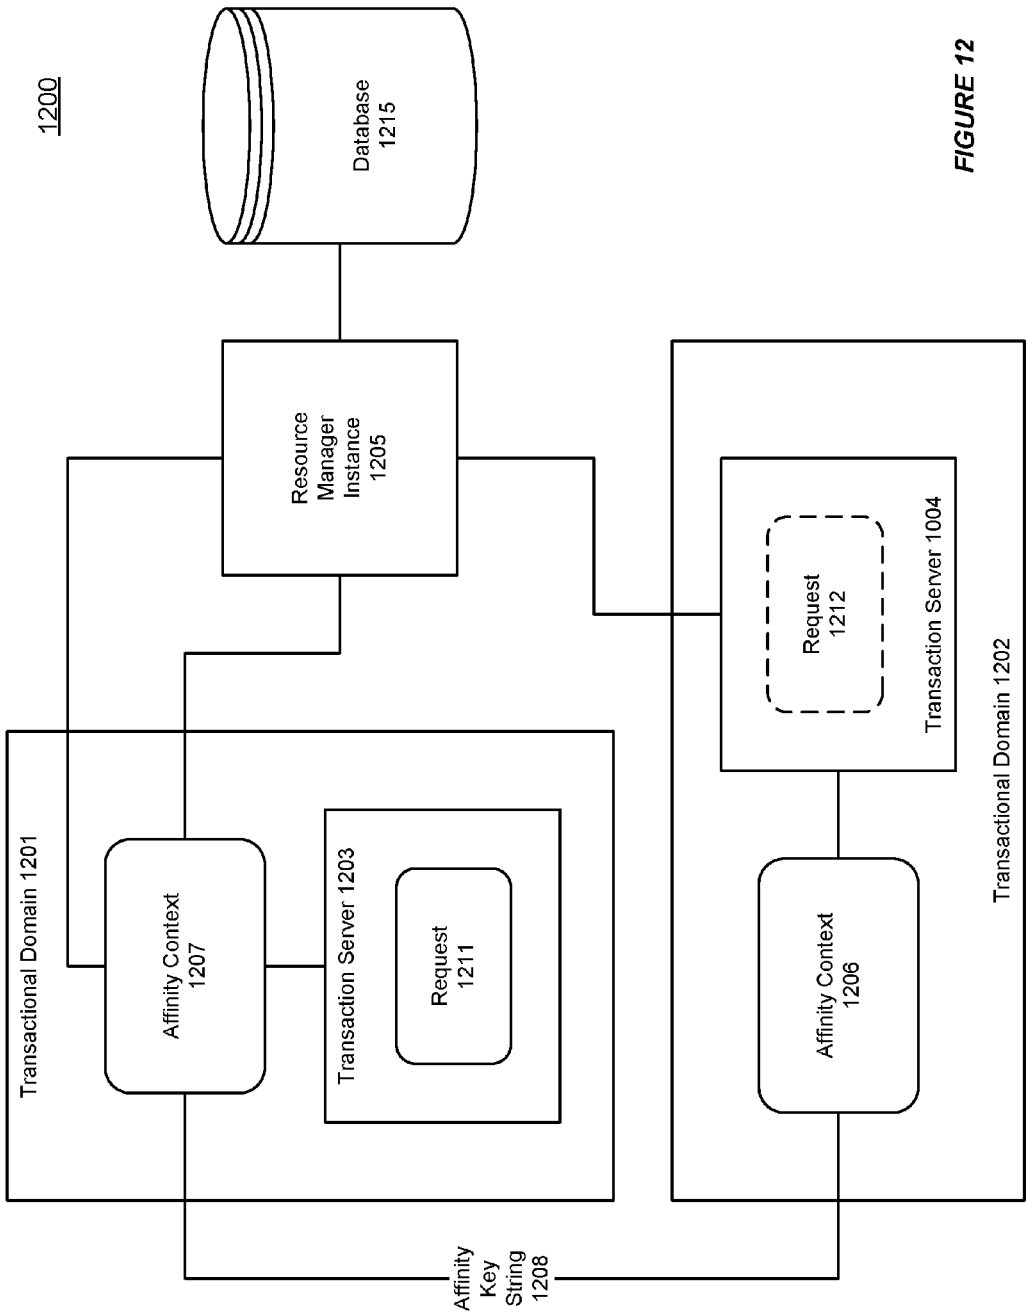 1200
Transactional Domain 1201
Affinity Context
1207
Transaction Server 1203
Request
1211
Resource
Manager
Instance
1205
Database
1215
Affinity
Key
String
1208
Affinity Context
1206
Request
1212
Transaction Server 1004
Transactional Domain 1202
FIGURE 12